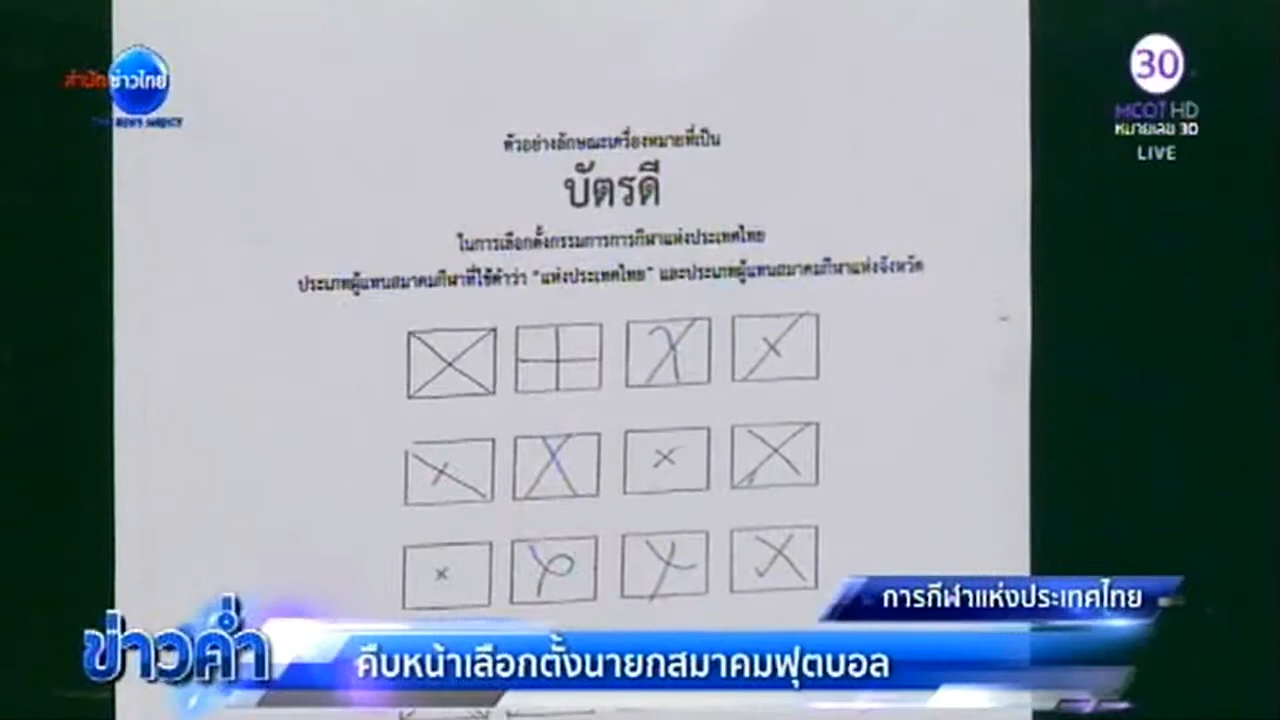 สำนักข่าวไทย
30
MCOT HD
หมายเลข 30
LIVE
ตัวอย่างลักษณะเครื่องหมายที่เป็น
บัตรดี
ในการเลือกตั้งกรรมการการกีฬาแห่งประเทศไทย
ประเภทผู้แทนสมาคมกีฬาที่ใช้คำว่า "แห่งประเทศไทย" และประเภทผู้แทนสมาคมกีฬาแห่งจังหวัด
การกีฬาแห่งประเทศไทย
ข่าวค่ำ
คืบหน้าเลือกตั้งนายกสมาคมฟุตบอล